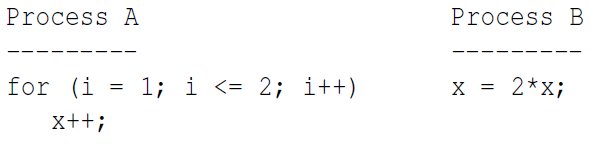 Process A                    Process B
---------                    ---------
for (i = 1; i <= 2; i++)     x = 2*x;
   x++;